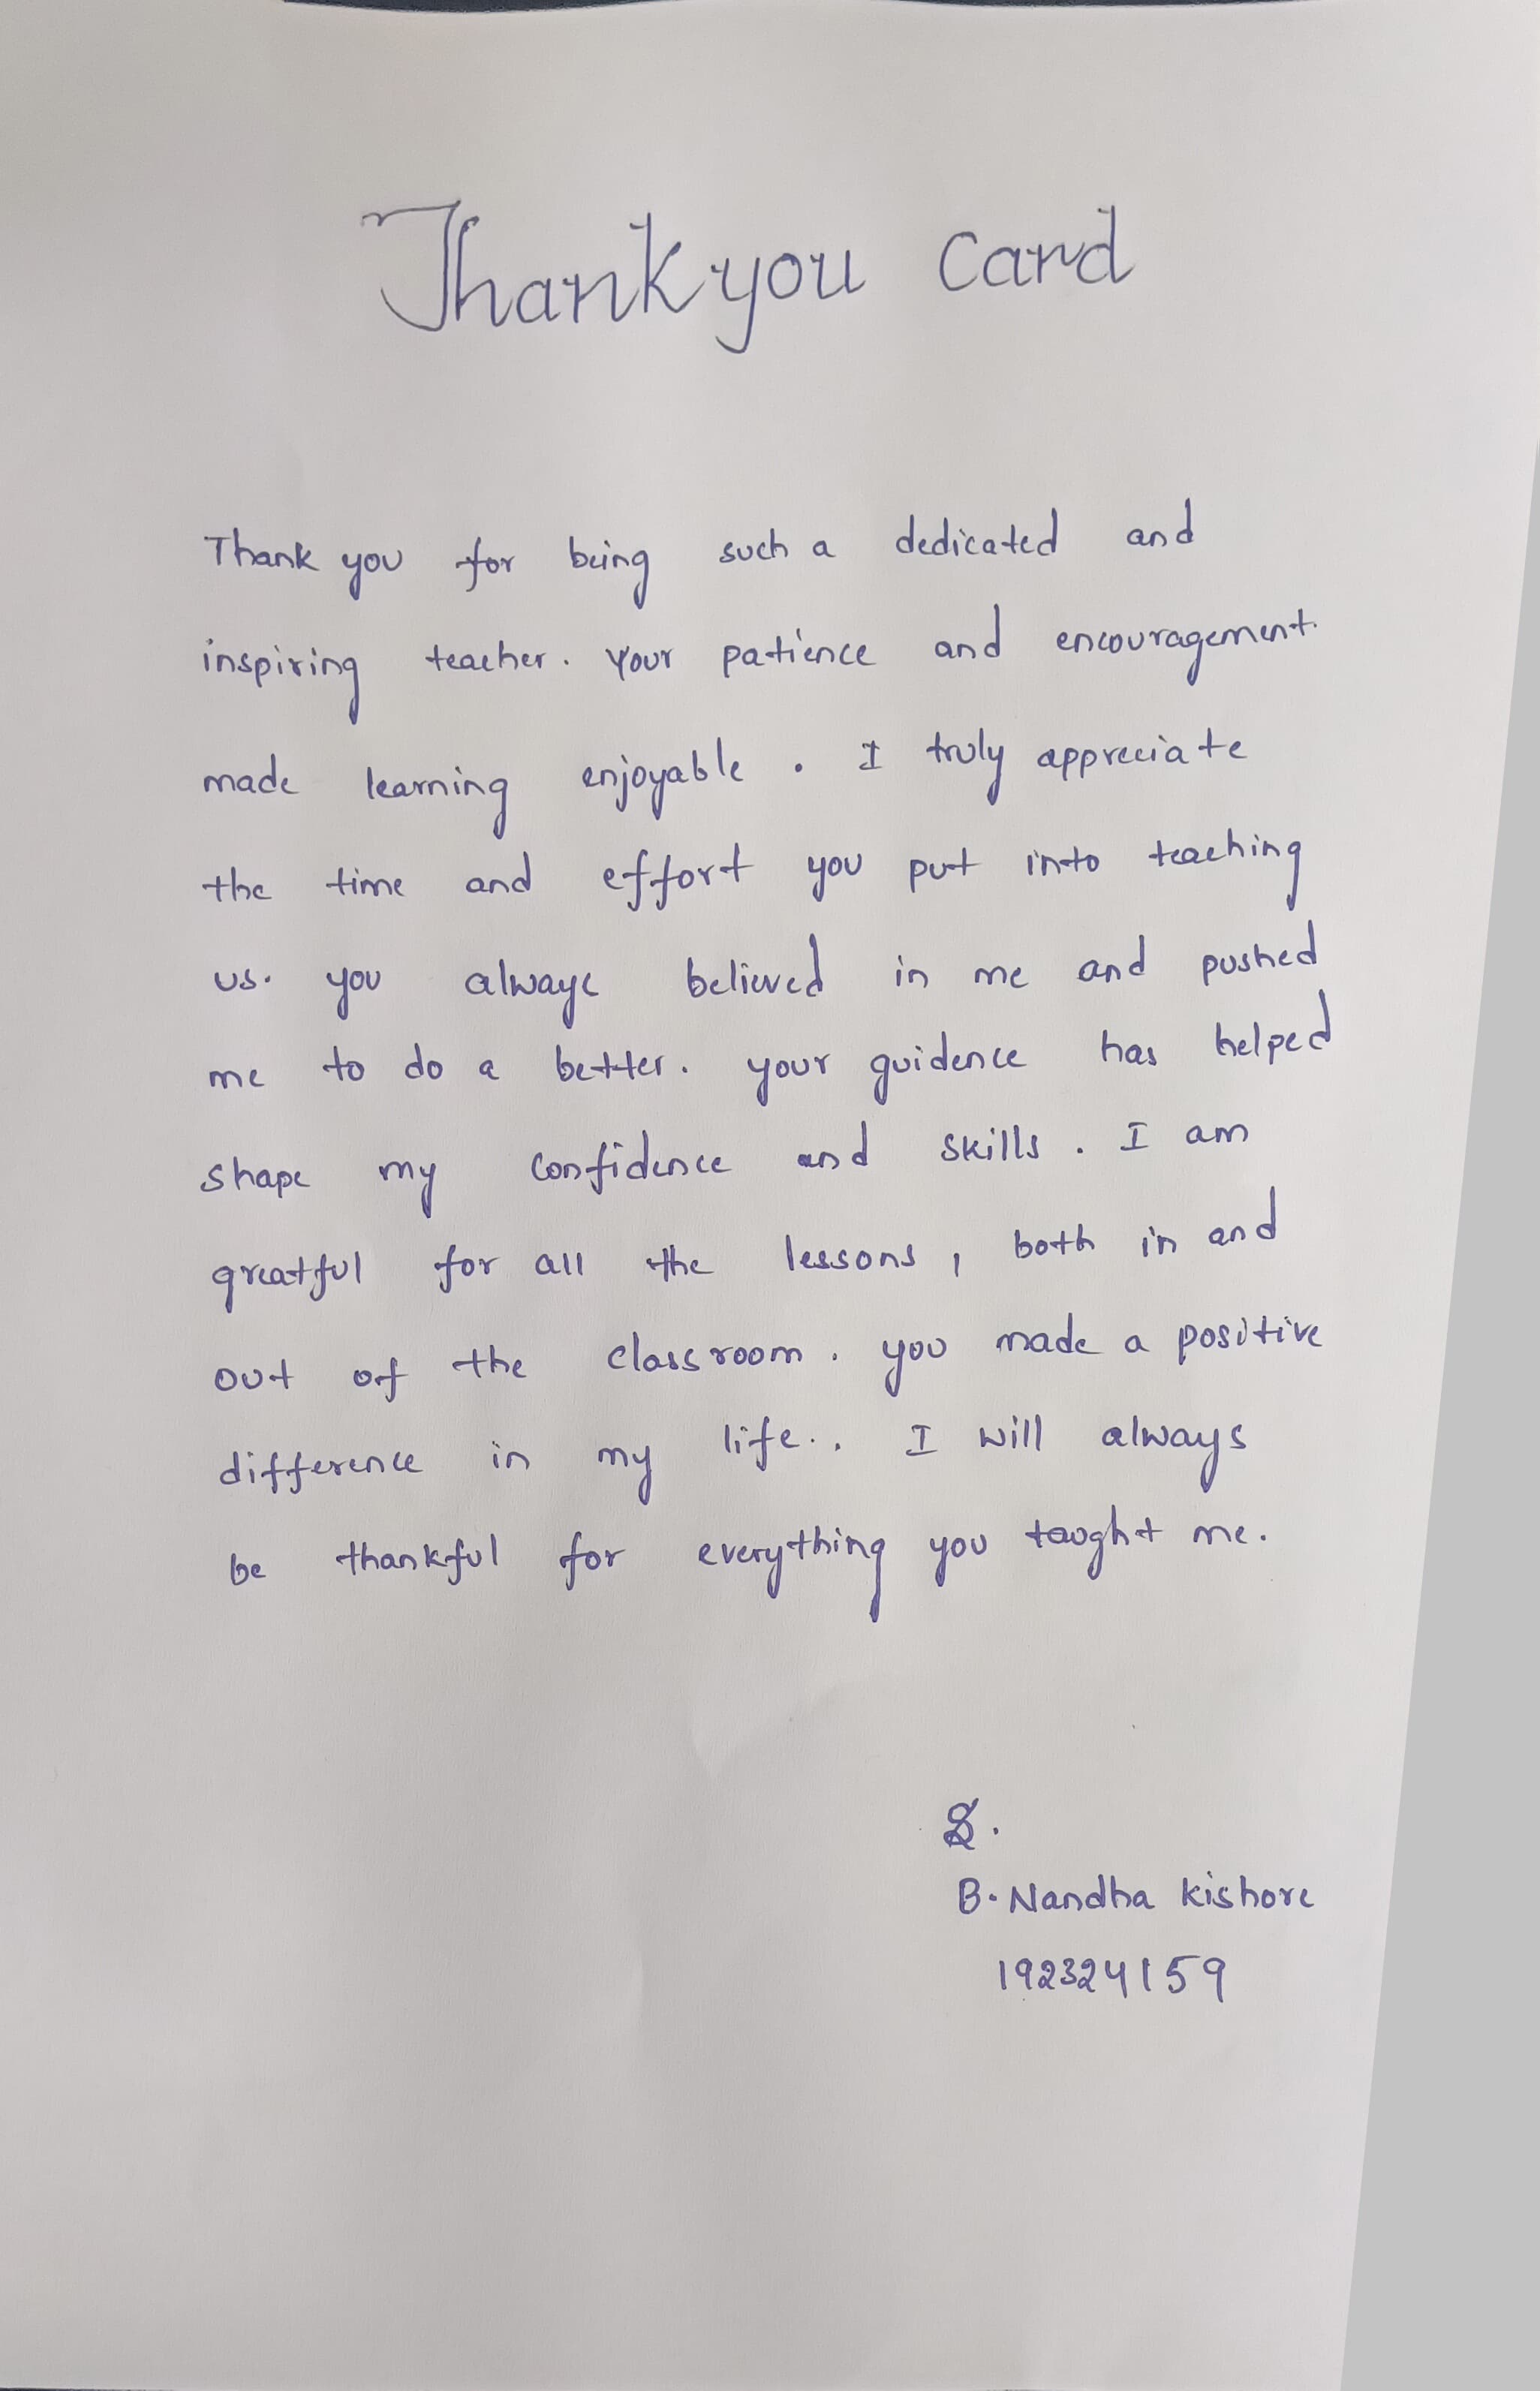 Thank you Card
Thank you for being such a dedicated and
inspiring teacher. Your patience and encouragement.
made learning enjoyable. I truly appreciate
the time and effort you put into teaching
us. you always believed in me and pushed
me to do a better. your guidence has helped
shape my confidence and skills. I am
greatful for all the lessons, both in and
out of the classroom. you made a positive
difference in my life.. I will always
be thankful for everything you taught me.
B. Nandha Kishore
192324159